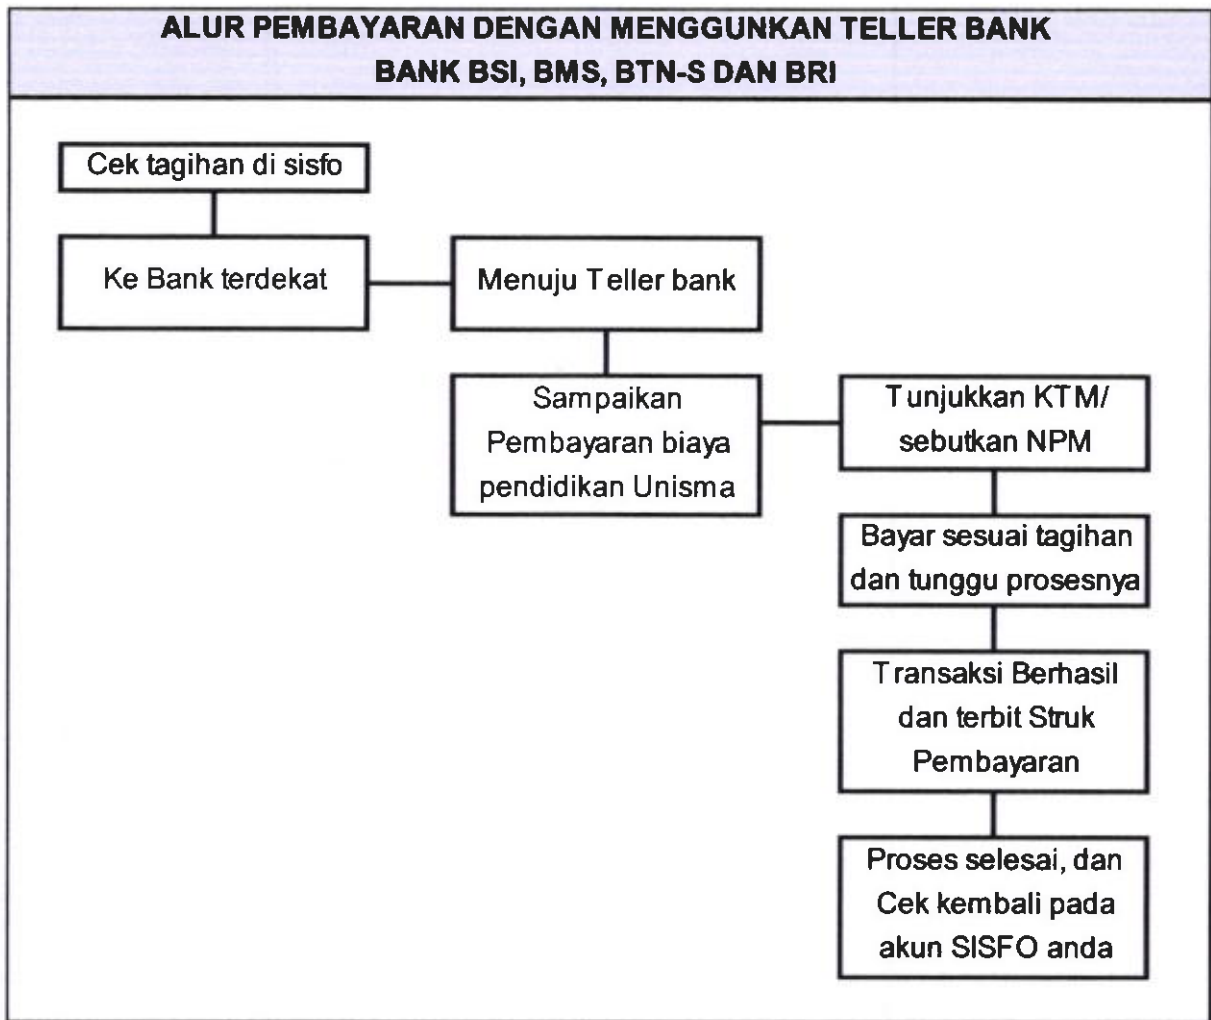 ALUR PEMBAYARAN DENGAN MENGGUNKAN TELLER BANK
BANK BSI, BMS, BTN-S DAN BRI
Cek tagihan di sisfo
Ke Bank terdekat
Menuju Teller bank
Sampaikan
Pembayaran biaya
pendidikan Unisma
Tunjukkan KTM/
sebutkan NPM
Bayar sesuai tagihan
dan tunggu prosesnya
Transaksi Berhasil
dan terbit Struk
Pembayaran
Proses selesai, dan
Cek kembali pada
akun SISFO anda